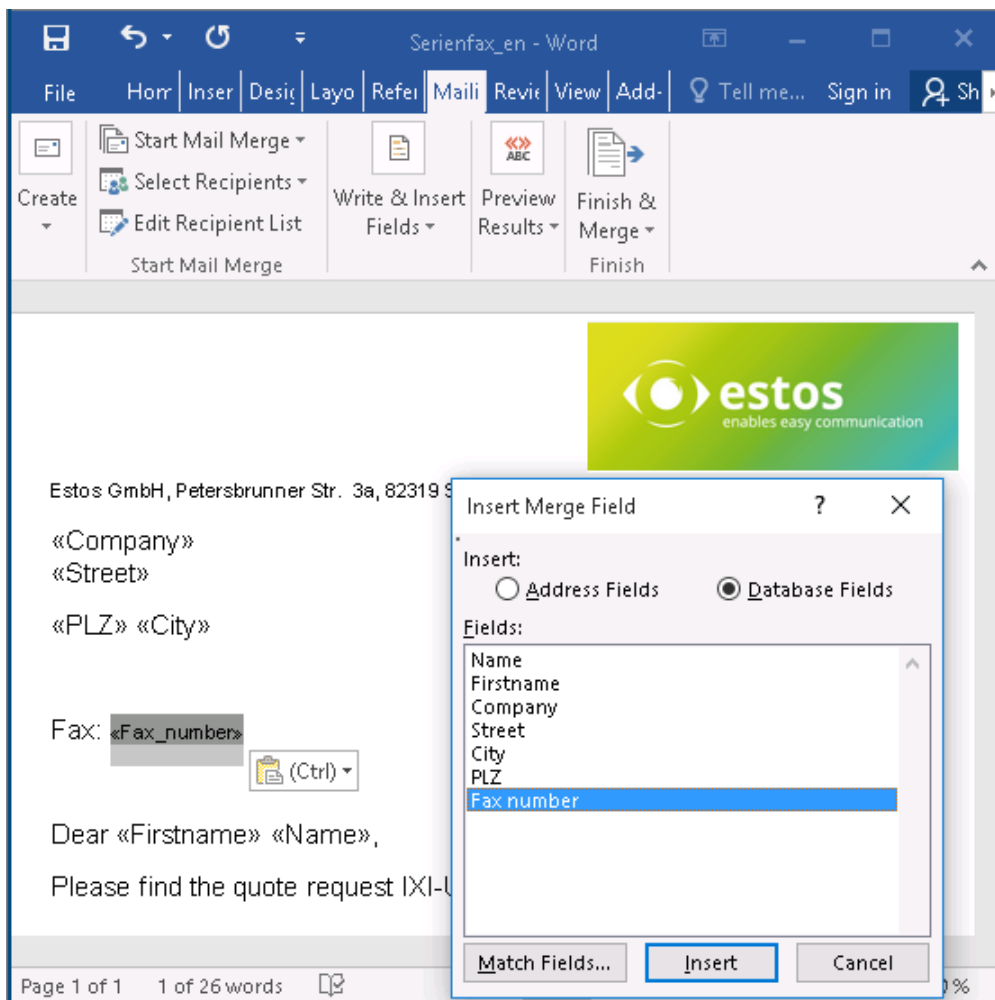 Serienfax_en - Word
File Hom Inser Desig Layo Refer Maili Revie View Add- Tell me... Sign in Sh
Create
Start Mail Merge
Select Recipients
Edit Recipient List
Start Mail Merge
Write & Insert
Fields
ABC
Preview
Results
Finish &
Merge
Finish
estos
enables easy communication
Estos GmbH, Petersbrunner Str. 3a, 82319 S
«Company»
«Street»
«PLZ» «City»
Fax: «Fax_number»
(Ctrl)
Dear «Firstname» «Name»,
Please find the quote request IXI-U
Insert Merge Field
?
Insert:
Address Fields Database Fields
Fields:
Name
Firstname
Company
Street
City
PLZ
Fax number
Match Fields... Insert Cancel
Page 1 of 1 1 of 26 words
%